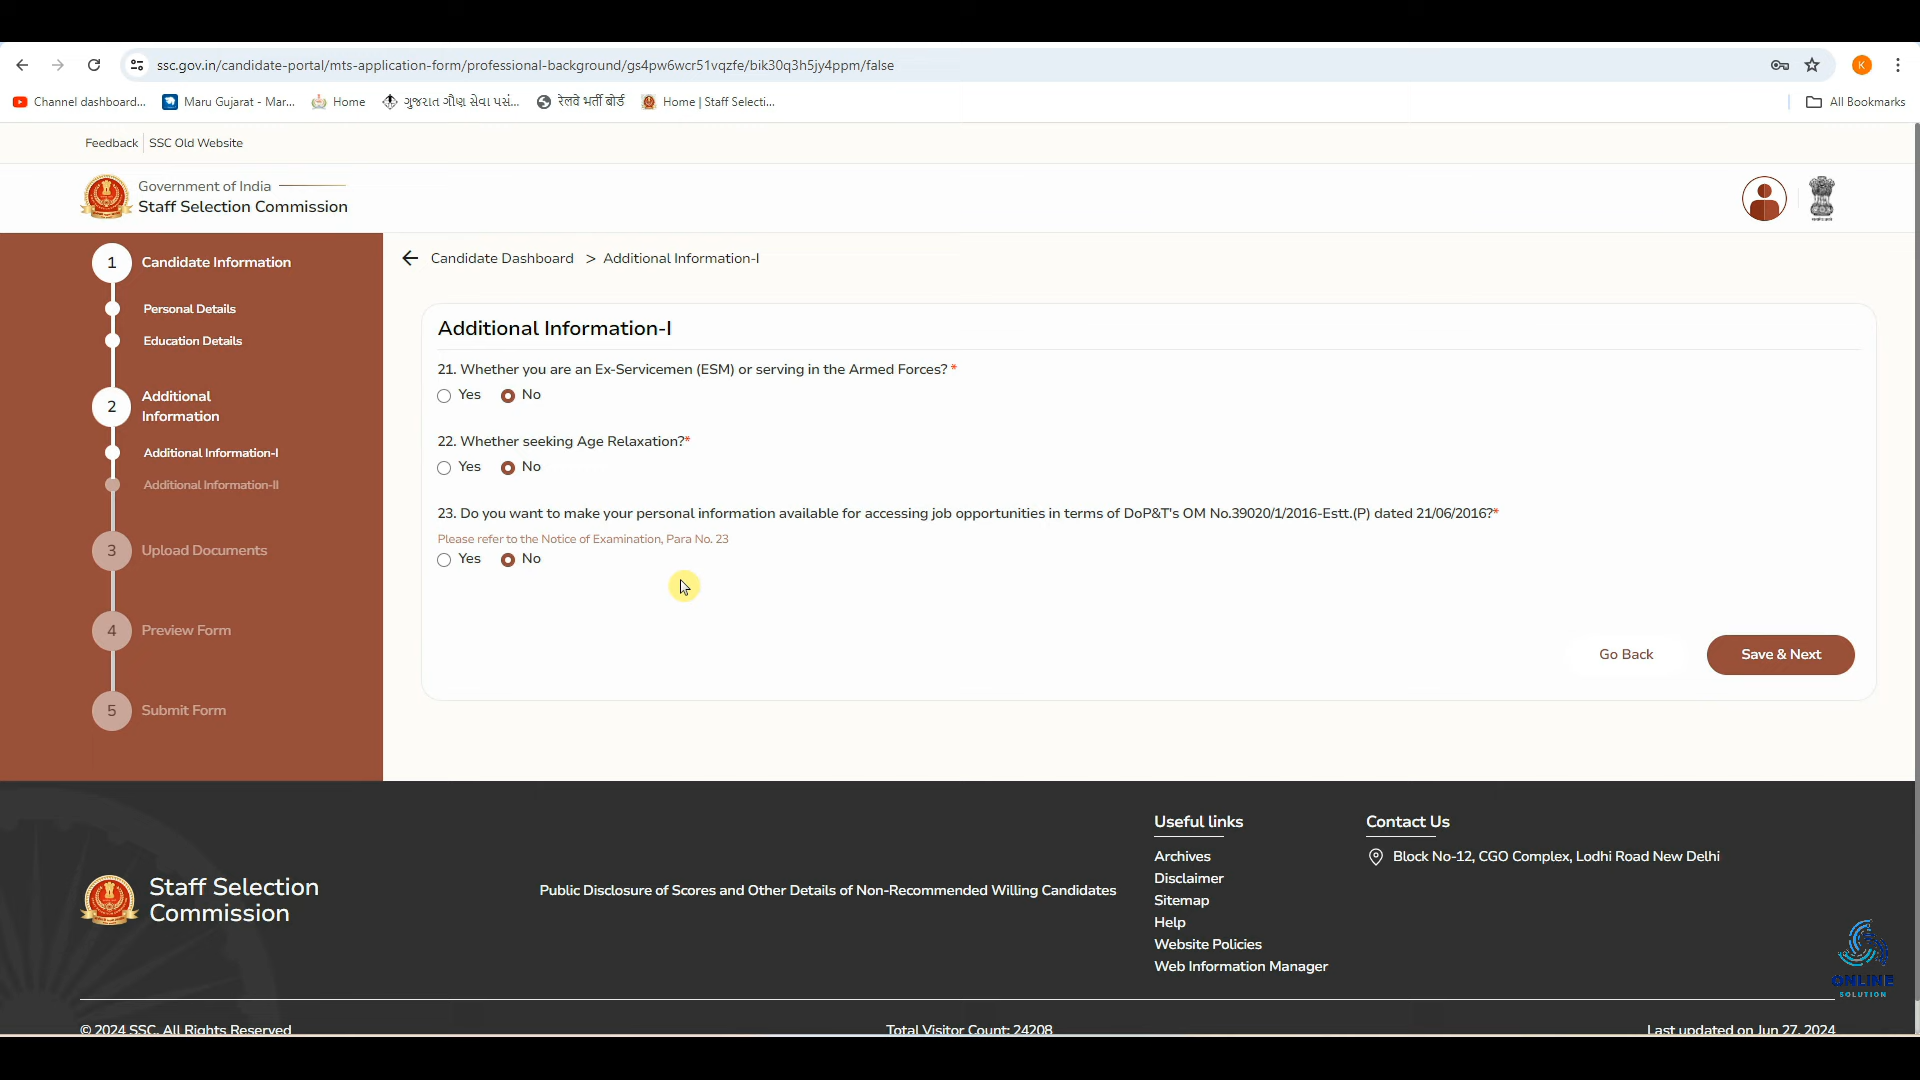 ssc.gov.in/candidate-portal/mts-application-form/professional-background/gs4pw6wcr51vqzfe/bik30q3h5jy4ppm/false
K
Channel dashboard...
Maru Gujarat - Mar...
Home
ગુજરાત ગૌણ સેવા પસં...
रेलवे भर्ती बोर्ड
Home | Staff Selecti...
All Bookmarks
Feedback
SSC Old Website
Government of India
Staff Selection Commission
1
Candidate Information
Personal Details
Education Details
2
Additional
Information
Additional Information-I
Additional Information-II
3
Upload Documents
4
Preview Form
5
Submit Form
Candidate Dashboard > Additional Information-I
Additional Information-I
21. Whether you are an Ex-Servicemen (ESM) or serving in the Armed Forces? *
Yes
No
22. Whether seeking Age Relaxation?*
Yes
No
23. Do you want to make your personal information available for accessing job opportunities in terms of DoP&T's OM No.39020/1/2016-Estt.(P) dated 21/06/2016?*
Please refer to the Notice of Examination, Para No. 23
Yes
No
Go Back
Save & Next
Staff Selection
Commission
Public Disclosure of Scores and Other Details of Non-Recommended Willing Candidates
Useful links
Archives
Disclaimer
Sitemap
Help
Website Policies
Web Information Manager
Contact Us
Block No-12, CGO Complex, Lodhi Road New Delhi
ONLINE
SOLUTION
© 2024 SSC. All Rights Reserved
Total Visitor Count: 24208
Last updated on Jun 27, 2024